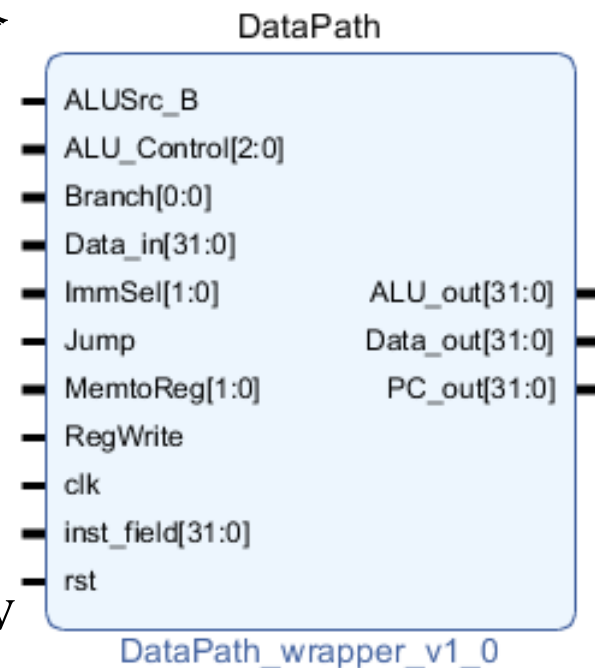 DataPath
ALUSrc_B
ALU_Control[2:0]
Branch[0:0]
Data_in[31:0]
ImmSel[1:0] ALU_out[31:0]
Jump Data_out[31:0]
MemtoReg[1:0] PC_out[31:0]
RegWrite
clk
inst_field[31:0]
rst
DataPath_wrapper_v1_0